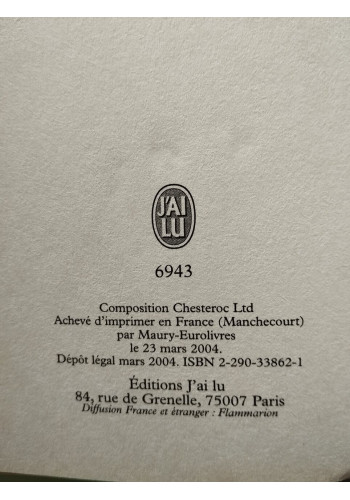 J'AI
LU
6943
Composition Chesteroc Ltd
Achevé d'imprimer en France (Manchecourt)
par Maury-Eurolivres
le 23 mars 2004.
Dépôt légal mars 2004. ISBN 2-290-33862-1
Éditions J'ai lu
84, rue de Grenelle, 75007 Paris
Diffusion France et étranger : Flammarion